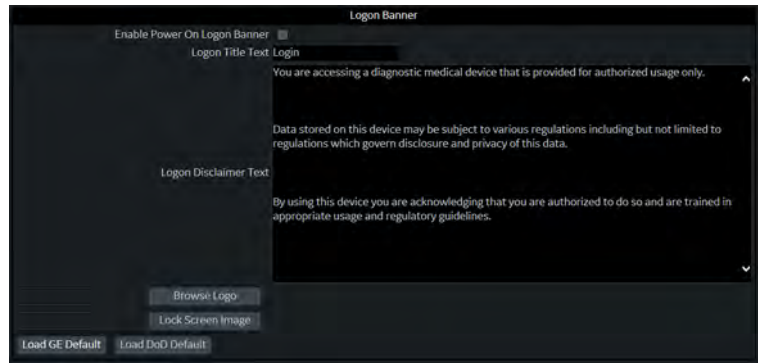 Logon Banner
Enable Power On Logon Banner
Logon Title Text Login
You are accessing a diagnostic medical device that is provided for authorized usage only.
Data stored on this device may be subject to various regulations including but not limited to
regulations which govern disclosure and privacy of this data.
Logon Disclaimer Text
By using this device you are acknowledging that you are authorized to do so and are trained in
appropriate usage and regulatory guidelines.
Browse Logo
Lock Screen Image
Load GE Default Load DoD Default